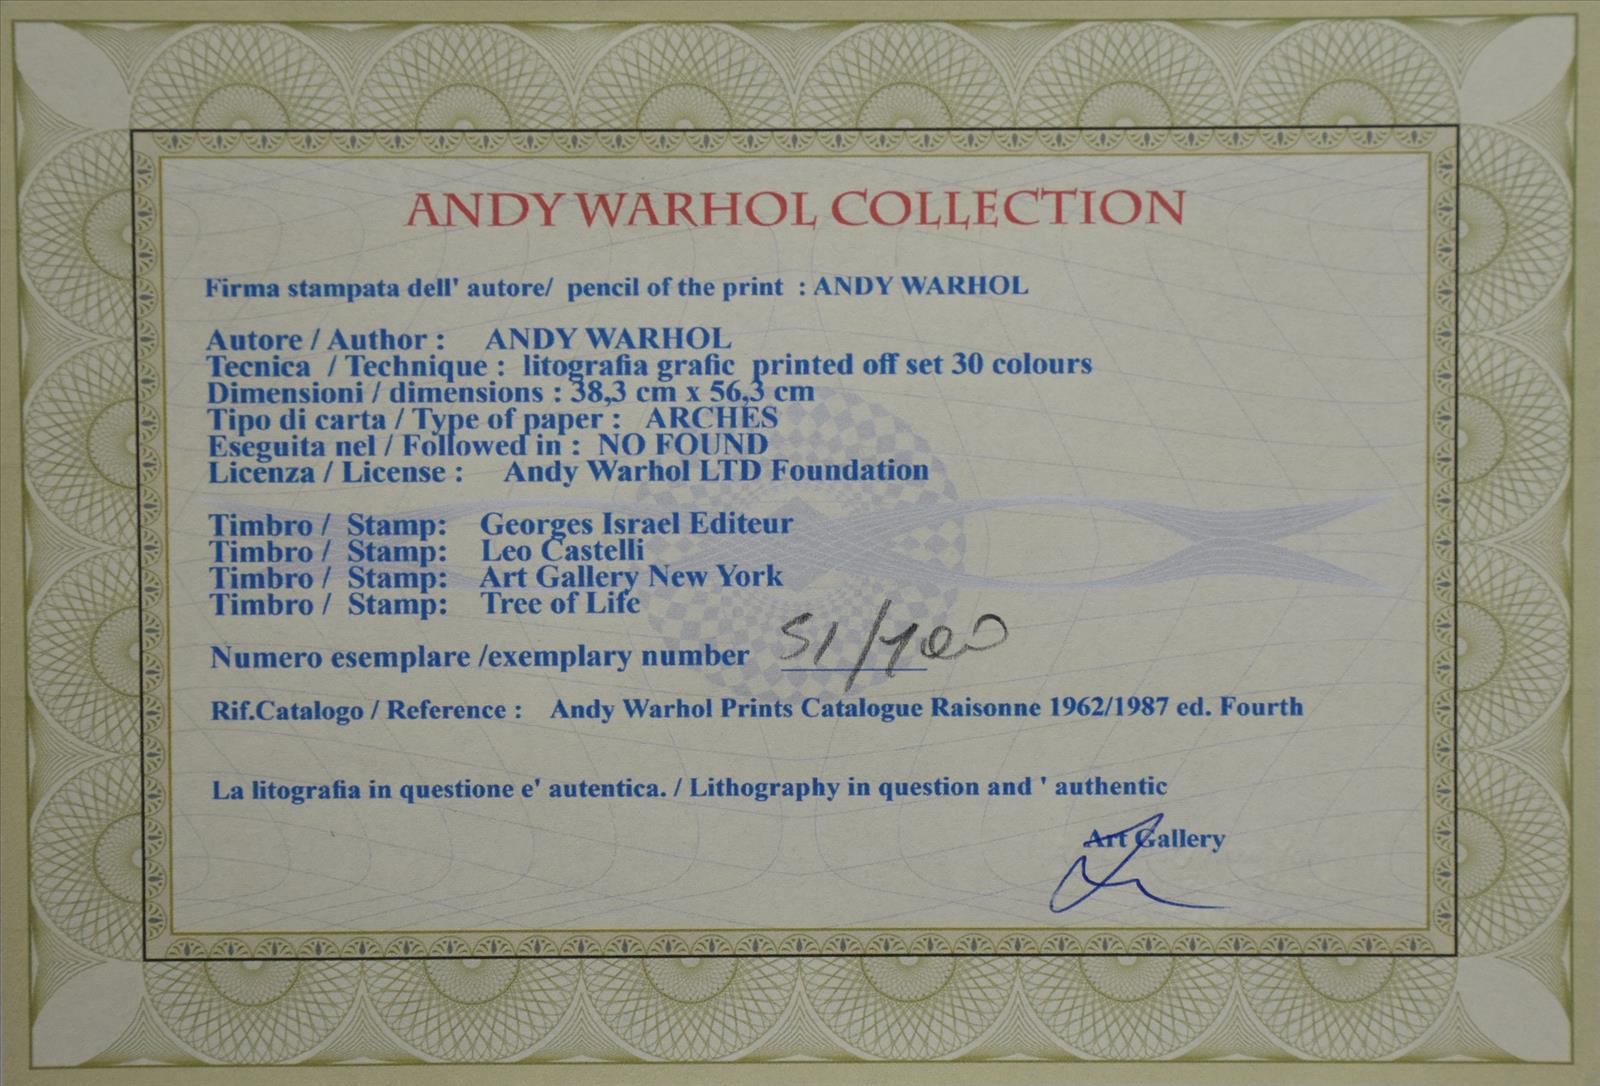 ANDY WARHOL COLLECTION
Firma stampata dell' autore/ pencil of the print : ANDY WARHOL
Autore / Author : ANDY WARHOL
Tecnica / Technique : litografia grafic printed off set 30 colours
Dimensioni / dimensions : 38,3 cm x 56,3 cm
Tipo di carta / Type of paper : ARCHES
Eseguita nel / Followed in : NO FOUND
Licenza / License : Andy Warhol LTD Foundation
Timbro / Stamp: Georges Israel Editeur
Timbro / Stamp: Leo Castelli
Timbro / Stamp: Art Gallery New York
Timbro / Stamp: Tree of Life
Numero esemplare /exemplary number 51/100
Rif.Catalogo / Reference : Andy Warhol Prints Catalogue Raisonne 1962/1987 ed. Fourth
La litografia in questione e' autentica. / Lithography in question and ' authentic
Art Gallery